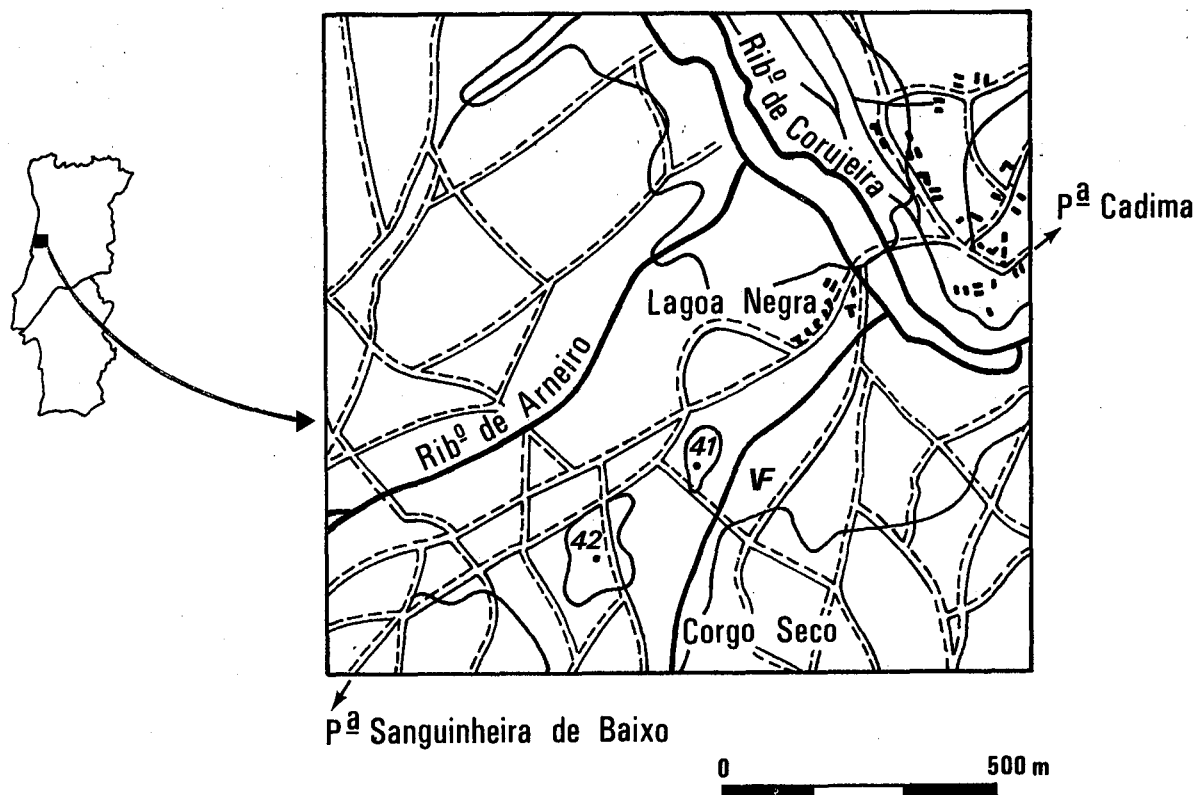 Ribº de Corujeira
Pª Cadima
Lagoa Negra
Ribº de Arneiro
41
VF
42
Corgo Seco
Pª Sanguinheira de Baixo
0 500 m